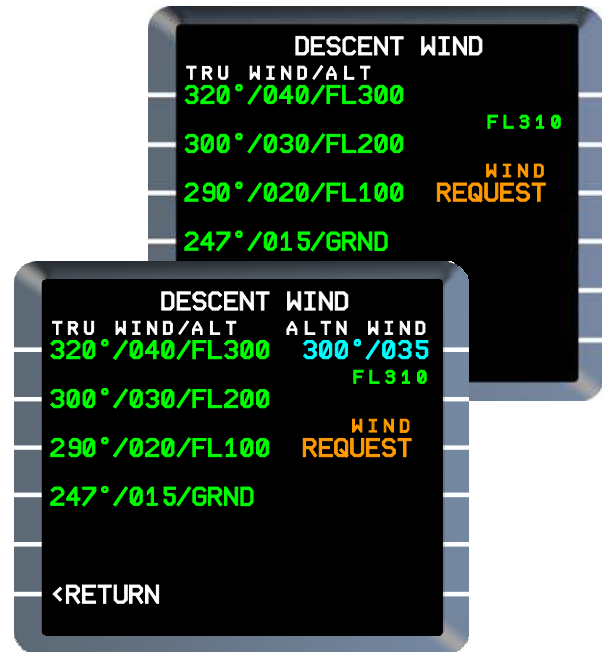 DESCENT WIND
TRU WIND/ALT
320°/040/FL300
FL310
300°/030/FL200
WIND
290°/020/FL100 REQUEST
247°/015/GRND
DESCENT WIND
TRU WIND/ALT ALTN WIND
320°/040/FL300 300°/035
FL310
300°/030/FL200
WIND
290°/020/FL100 REQUEST
247°/015/GRND
<RETURN